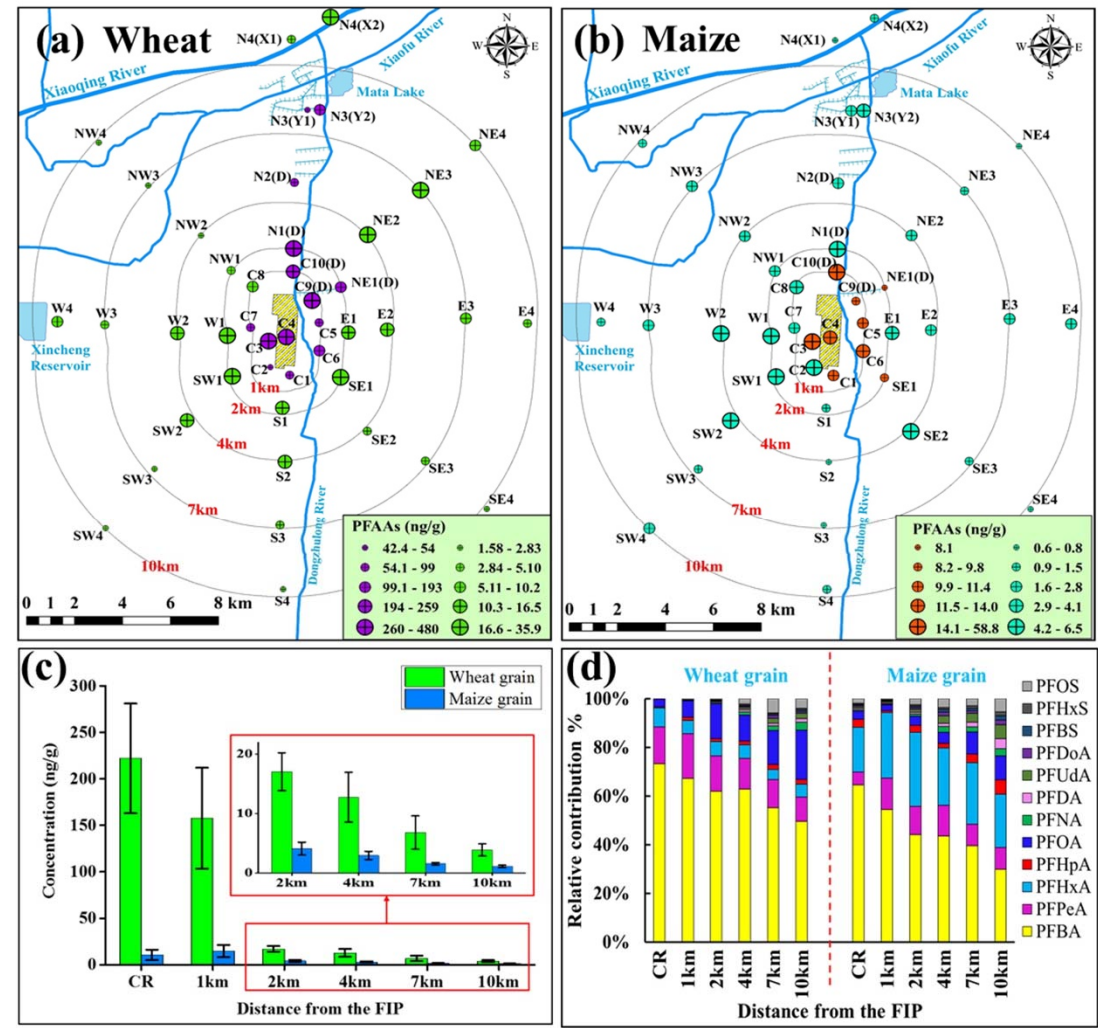 (a) Wheat
N4(X2)
N4(X1)
Xiaoqing River
Xiaofu River
N
W E
S
Mata Lake
N3(Y1)
N3(Y2)
NW4
NE4
NW3
N2(D)
NE3
NW2
NE2
N1(D)
NW1
C10(D)
C8
C9(D)
NE1(D)
W4
W3
W2
W1
C7
C4
C5
E1
E2
E3
E4
Xincheng
Reservoir
C3
C6
C2
C1
SW1
SE1
1km
2km
S1
SW2
4km
SE2
S2
SW3
SE3
7km
SE4
SW4
S3
10km
S4
Dongzhulong River
PFAAs (ng/g)
42.4 - 54
1.58 - 2.83
54.1 - 99
2.84 - 5.10
99.1 - 193
5.11 - 10.2
194 - 259
10.3 - 16.5
260 - 480
16.6 - 35.9
0 1 2 4 6 8 km
(b) Maize
N4(X2)
N4(X1)
Xiaoqing River
Xiaofu River
N
W E
S
Mata Lake
N3(Y1)
N3(Y2)
NW4
NE4
NW3
N2(D)
NE3
NW2
NE2
N1(D)
NW1
C10(D)
C8
C9(D)
NE1(D)
W4
W3
W2
W1
C7
C4
C5
E1
E2
E3
E4
Xincheng
Reservoir
C3
C6
C2
C1
SW1
SE1
1km
2km
S1
SW2
4km
SE2
S2
SW3
SE3
7km
SE4
SW4
S3
10km
S4
Dongzhulong River
PFAAs (ng/g)
8.1
0.6 - 0.8
8.2 - 9.8
0.9 - 1.5
9.9 - 11.4
1.6 - 2.8
11.5 - 14.0
2.9 - 4.1
14.1 - 58.8
4.2 - 6.5
0 1 2 4 6 8 km
(c)
Wheat grain
Maize grain
Concentration (ng/g)
300
250
200
150
100
50
0
20
10
0
2km 4km 7km 10km
CR 1km 2km 4km 7km 10km
Distance from the FIP
(d)
Wheat grain Maize grain
Relative contribution %
100%
80%
60%
40%
20%
0%
CR 1km 2km 4km 7km 10km CR 1km 2km 4km 7km 10km
Distance from the FIP
PFOS
PFHxS
PFBS
PFDoA
PFUdA
PFDA
PFNA
PFOA
PFHpA
PFHxA
PFPeA
PFBA